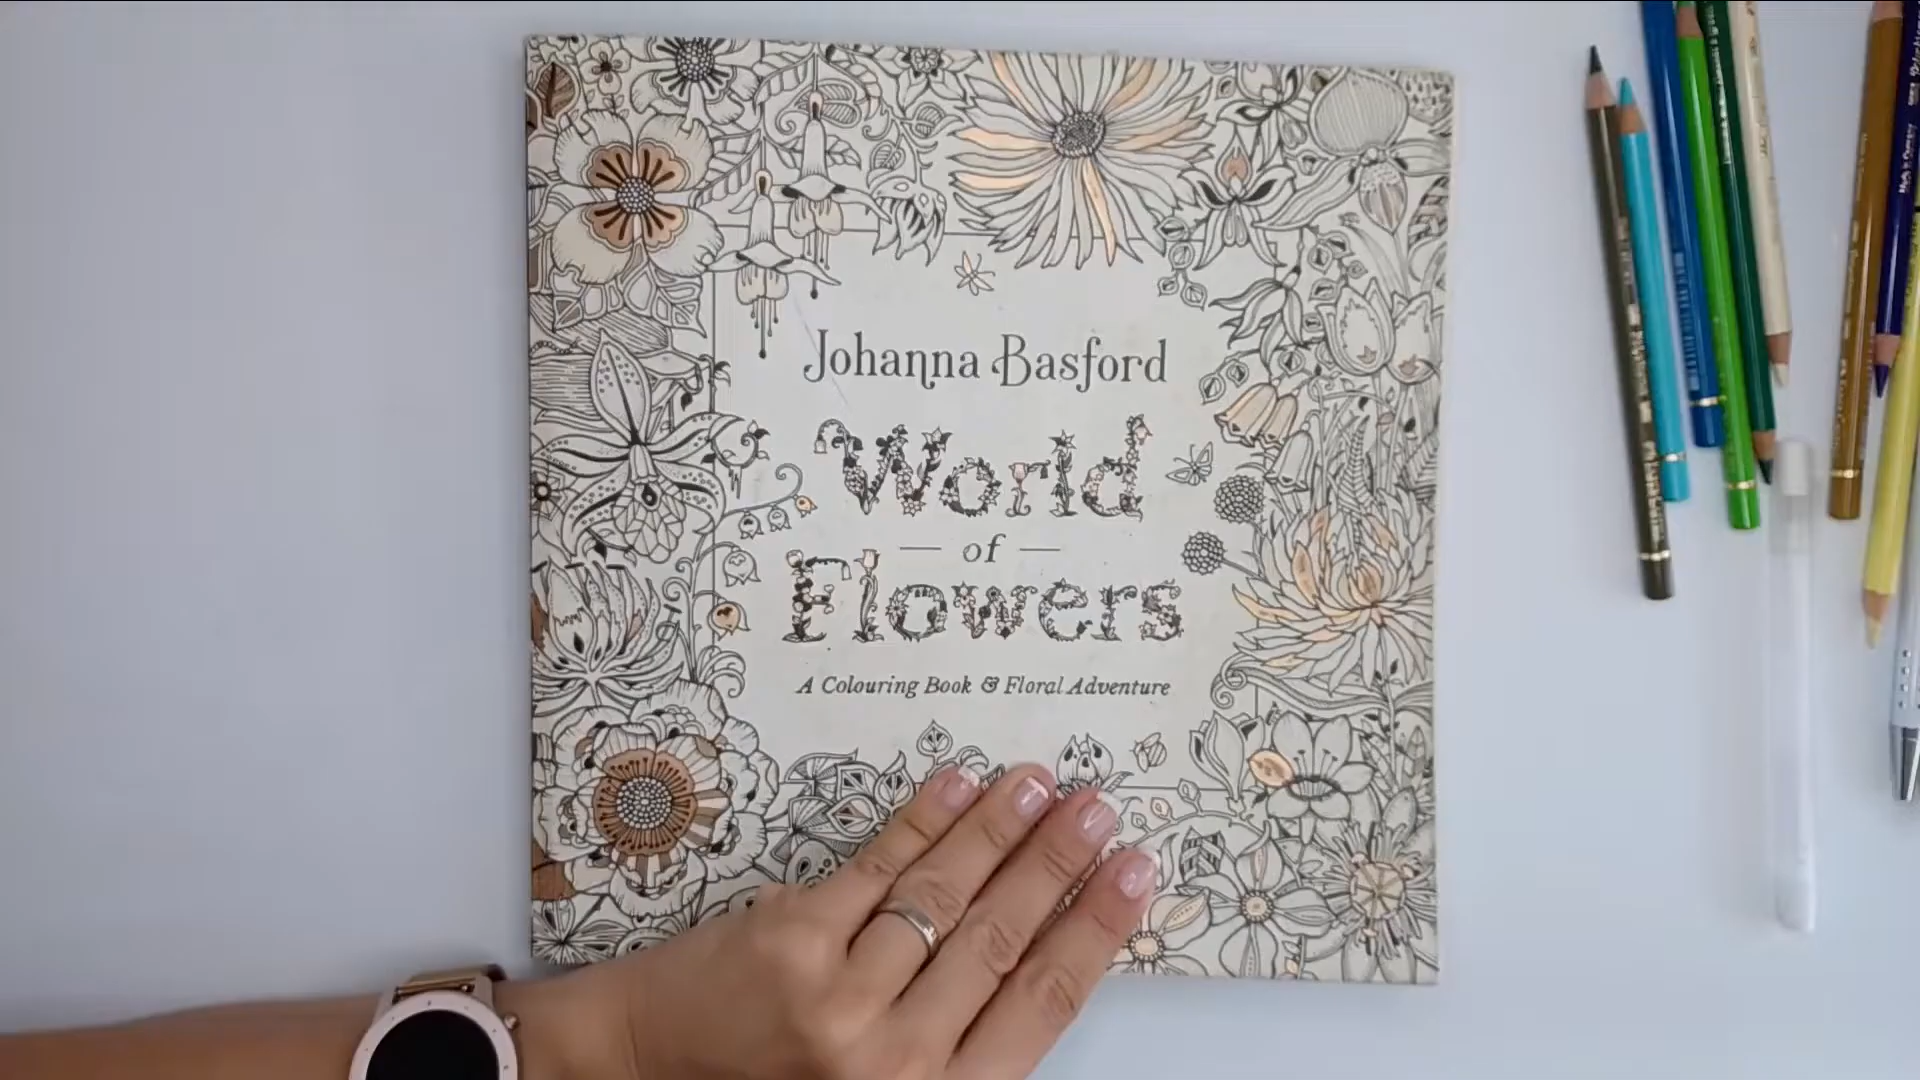 Johanna Basford
World
of
Flowers
A Colouring Book & Floral Adventure